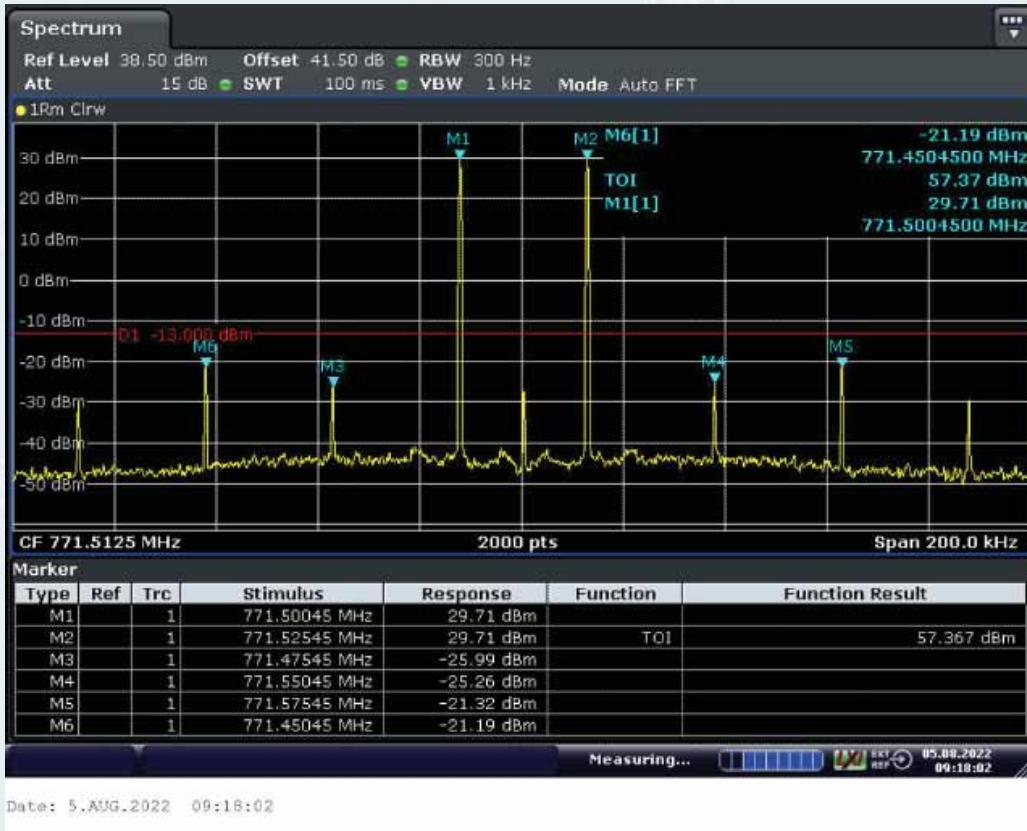 Spectrum
Ref Level 38.50 dBm Offset 41.50 dB RBW 300 Hz
Att 15 dB SWT 100 ms VBW 1 kHz Mode Auto FFT
1Rm Clrw
M1 M2 M6[1] -21.19 dBm
30 dBm 771.4504500 MHz
TOI 57.37 dBm
20 dBm M1[1] 29.71 dBm
771.5004500 MHz
10 dBm
0 dBm
-10 dBm
D1 -13.000 dBm
M6 M5
-20 dBm M3 M4
-30 dBm
-40 dBm
-50 dBm
CF 771.5125 MHz 2000 pts Span 200.0 kHz
Marker
Type Ref Trc Stimulus Response Function Function Result
M1 1 771.50045 MHz 29.71 dBm
M2 1 771.52545 MHz 29.71 dBm TOI 57.367 dBm
M3 1 771.47545 MHz -25.99 dBm
M4 1 771.55045 MHz -25.26 dBm
M5 1 771.57545 MHz -21.32 dBm
M6 1 771.45045 MHz -21.19 dBm
Measuring... LXI EXT REF 05.08.2022
09:18:02
Date: 5.AUG.2022 09:18:02